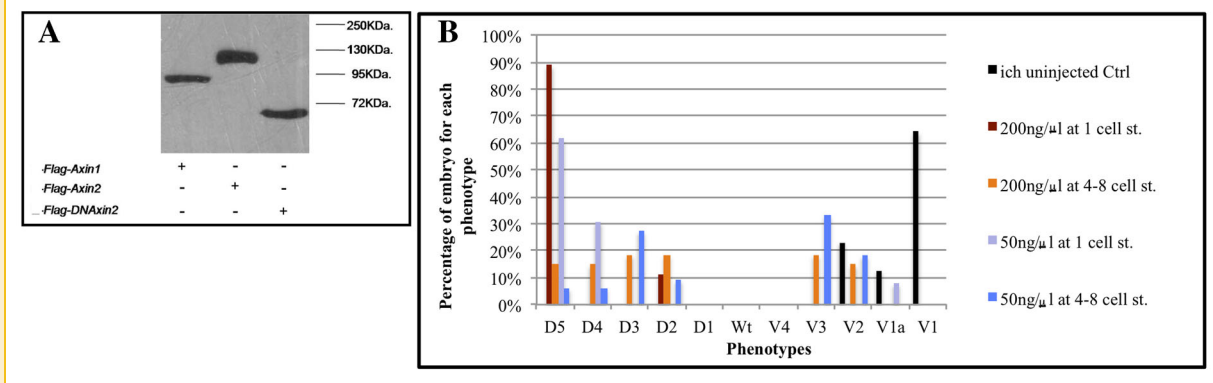 A
250KDa.
130KDa.
95KDa.
72KDa.
Flag-Axin1 + - -
Flag-Axin2 - + -
Flag-DNAxin2 - - +
B
Percentage of embryo for each
phenotype
100%
90%
80%
70%
60%
50%
40%
30%
20%
10%
0%
D5 D4 D3 D2 D1 Wt V4 V3 V2 V1a V1
Phenotypes
ich uninjected Ctrl
200ng/µl at 1 cell st.
200ng/µl at 4-8 cell st.
50ng/µl at 1 cell st.
50ng/µl at 4-8 cell st.